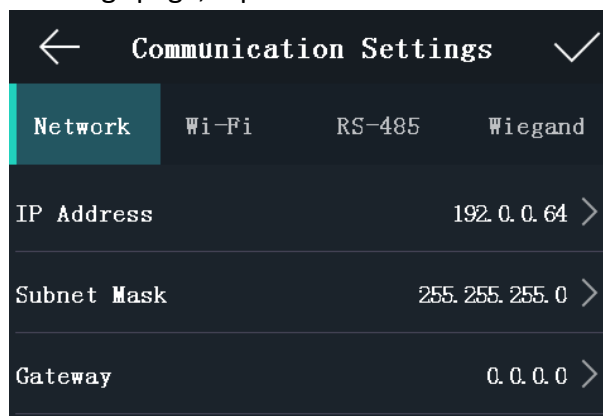 Communication Settings
Network Wi-Fi RS-485 Wiegand
IP Address 192.0.0.64
Subnet Mask 255.255.255.0
Gateway 0.0.0.0